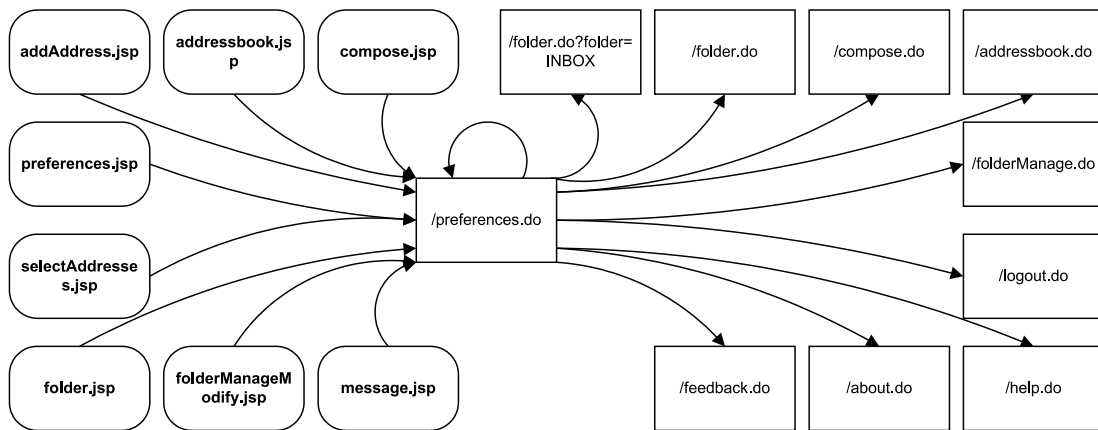 addAddress.jsp
addressbook.js
p
compose.jsp
/folder.do?folder=
INBOX
/folder.do
/compose.do
/addressbook.do
preferences.jsp
/folderManage.do
/preferences.do
selectAddresse
s.jsp
/logout.do
folder.jsp
folderManageM
odify.jsp
message.jsp
/feedback.do
/about.do
/help.do